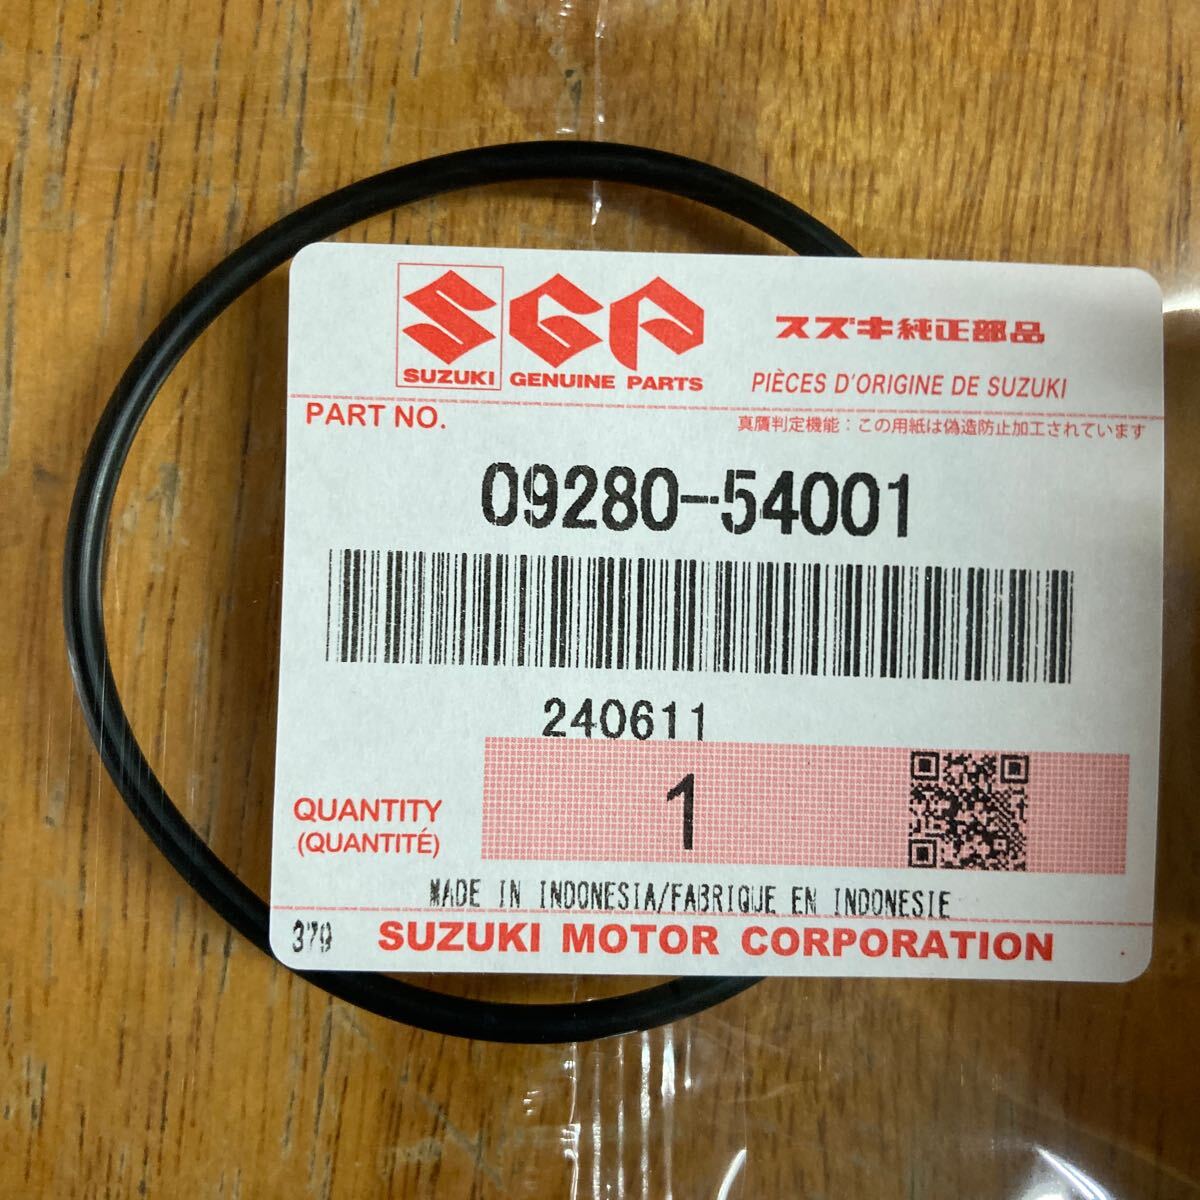 SUZUKI SGP GENUINE PARTS
スズキ純正部品
PIÈCES D'ORIGINE DE SUZUKI
PART NO.
真贋判定機能：この用紙は偽造防止加工されています
09280-54001
240611
QUANTITY
(QUANTITÉ)
1
MADE IN INDONESIA/FABRIQUE EN INDONESIE
379
SUZUKI MOTOR CORPORATION